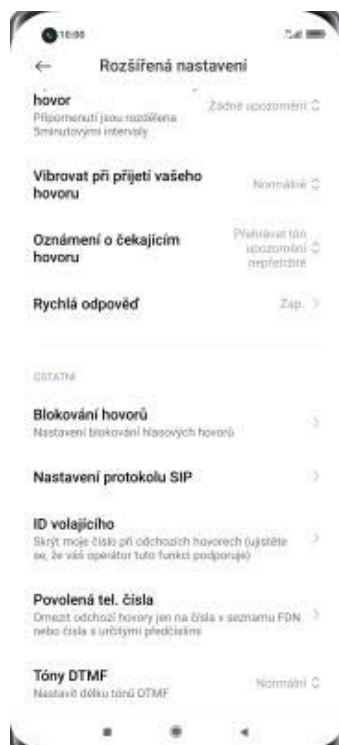 10:00
Rozšířená nastavení
hovor
Žádné upozornění
Připomenutí jsou rozdělena
5minutovými intervaly
Vibrovat při přijetí vašeho
hovoru
Normálně
Oznámení o čekajícím
hovoru
Přehrávat tón
upozornění
nepřetržitě
Rychlá odpověď
Zap.
OSTATNÍ
Blokování hovorů
Nastavení blokování hlasových hovorů
Nastavení protokolu SIP
ID volajícího
Skrýt moje číslo při odchozích hovorech (ujistěte
se, že váš operátor tuto funkci podporuje)
Povolená tel. čísla
Omezit odchozí hovory jen na čísla v seznamu FDN
nebo čísla s určitými předčíslími
Tóny DTMF
Nastavit délku tónů DTMF
Normální